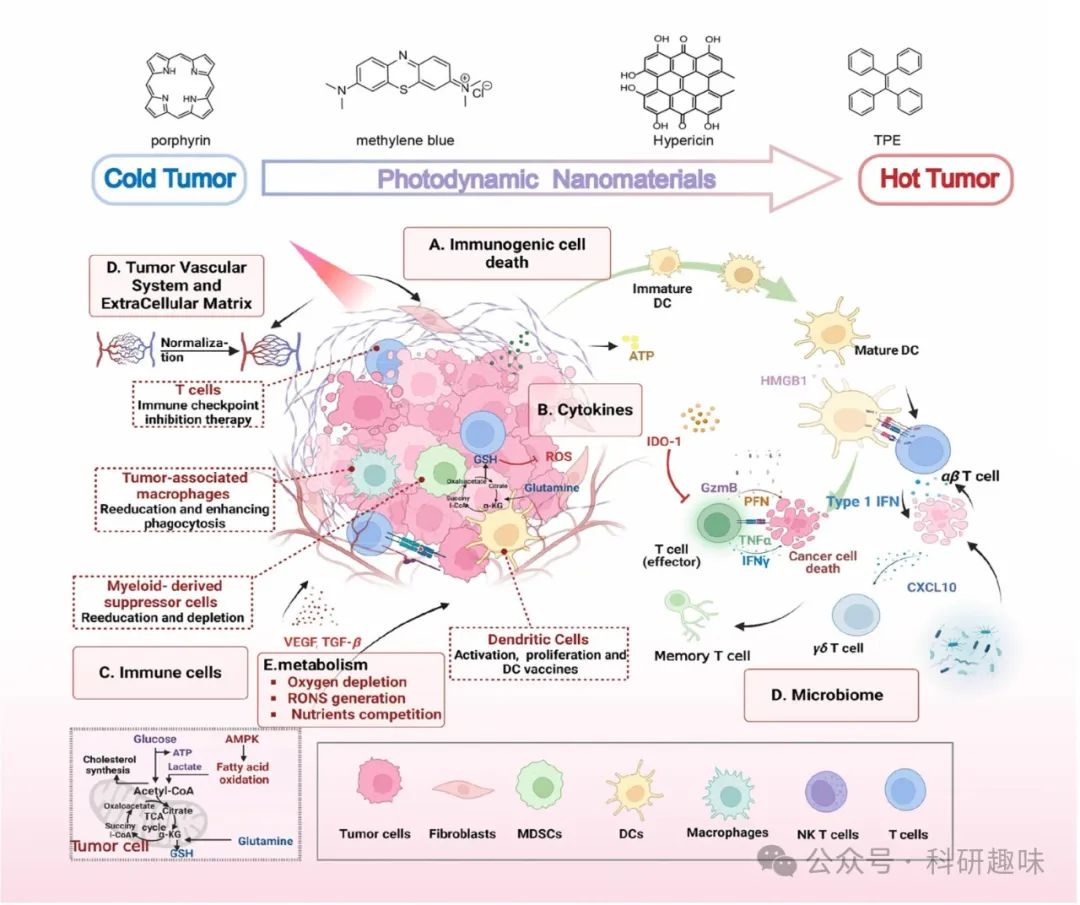 OH
O
OH
NH
N
N
HN
N
N
S
N
Cl
HO
HO
OH
O
OH
porphyrin
methylene blue
Hypericin
TPE
Cold Tumor
Photodynamic Nanomaterials
Hot Tumor
A. Immunogenic cell
death
D. Tumor Vascular
System and
ExtraCellular Matrix
Immature
DC
Normaliza-
tion
ATP
Mature DC
T cells
Immune checkpoint
inhibition therapy
HMGB1
B. Cytokines
IDO-1
GSH
ROS
Oxaloacetate
Citrate
Glutamine
Succiny
l-CoA
α-KG
Tumor-associated
macrophages
Reeducation and enhancing
phagocytosis
GzmB
PFN
TNFα
IFNγ
T cell
(effector)
Cancer cell
death
Type 1 IFN
αβ T cell
CXCL10
Myeloid- derived
suppressor cells
Reeducation and depletion
VEGF, TGF-β
Dendritic Cells
Activation, proliferation and
DC vaccines
Memory T cell
γδ T cell
C. Immune cells
E.metabolism
▪ Oxygen depletion
▪ RONS generation
▪ Nutrients competition
D. Microbiome
Glucose
AMPK
ATP
Cholesterol
synthesis
Lactate
Fatty acid
oxidation
Acetyl-CoA
Oxaloacetate
Citrate
TCA
cycle
Succiny
l-CoA
α-KG
Tumor cell
GSH
Glutamine
Tumor cells
Fibroblasts
MDSCs
DCs
Macrophages
NK T cells
T cells
公众号 · 科研趣味